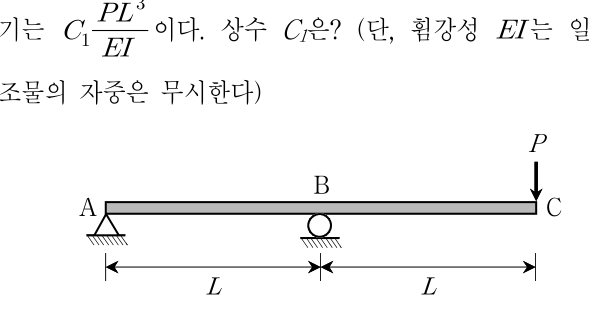 기는 $C_1\dfrac{PL^3}{EI}$이다. 상수 $C_1$은? (단, 휨강성 $EI$는 일
조물의 자중은 무시한다)
P
B
A C
L L